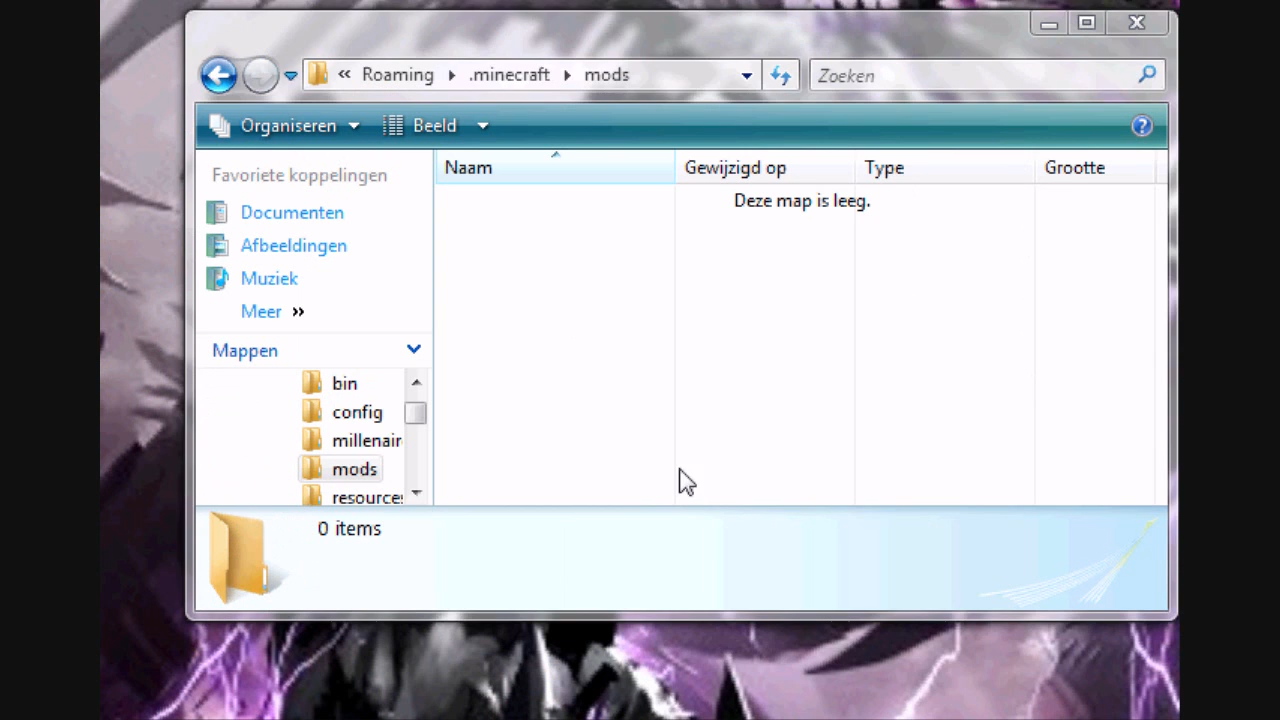 « Roaming ▸ .minecraft ▸ mods
Zoeken
Organiseren
Beeld
Favoriete koppelingen
Documenten
Afbeeldingen
Muziek
Meer »
Mappen
bin
config
millenair
mods
resources
Naam
Gewijzigd op
Type
Grootte
Deze map is leeg.
0 items